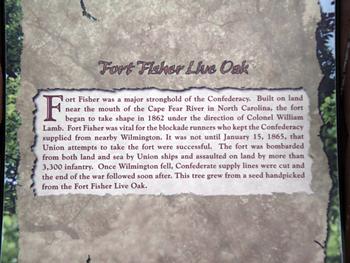 Fort Fisher Live Oak
Fort Fisher was a major stronghold of the Confederacy. Built on land
near the mouth of the Cape Fear River in North Carolina, the fort
began to take shape in 1862 under the direction of Colonel William
Lamb. Fort Fisher was vital for the blockade runners who kept the Confederacy
supplied from nearby Wilmington. It was not until January 15, 1865, that
Union attempts to take the fort were successful. The fort was bombarded
from both land and sea by Union ships and assaulted on land by more than
3,300 infantry. Once Wilmington fell, Confederate supply lines were cut and
the end of the war followed soon after. This tree grew from a seed handpicked
from the Fort Fisher Live Oak.